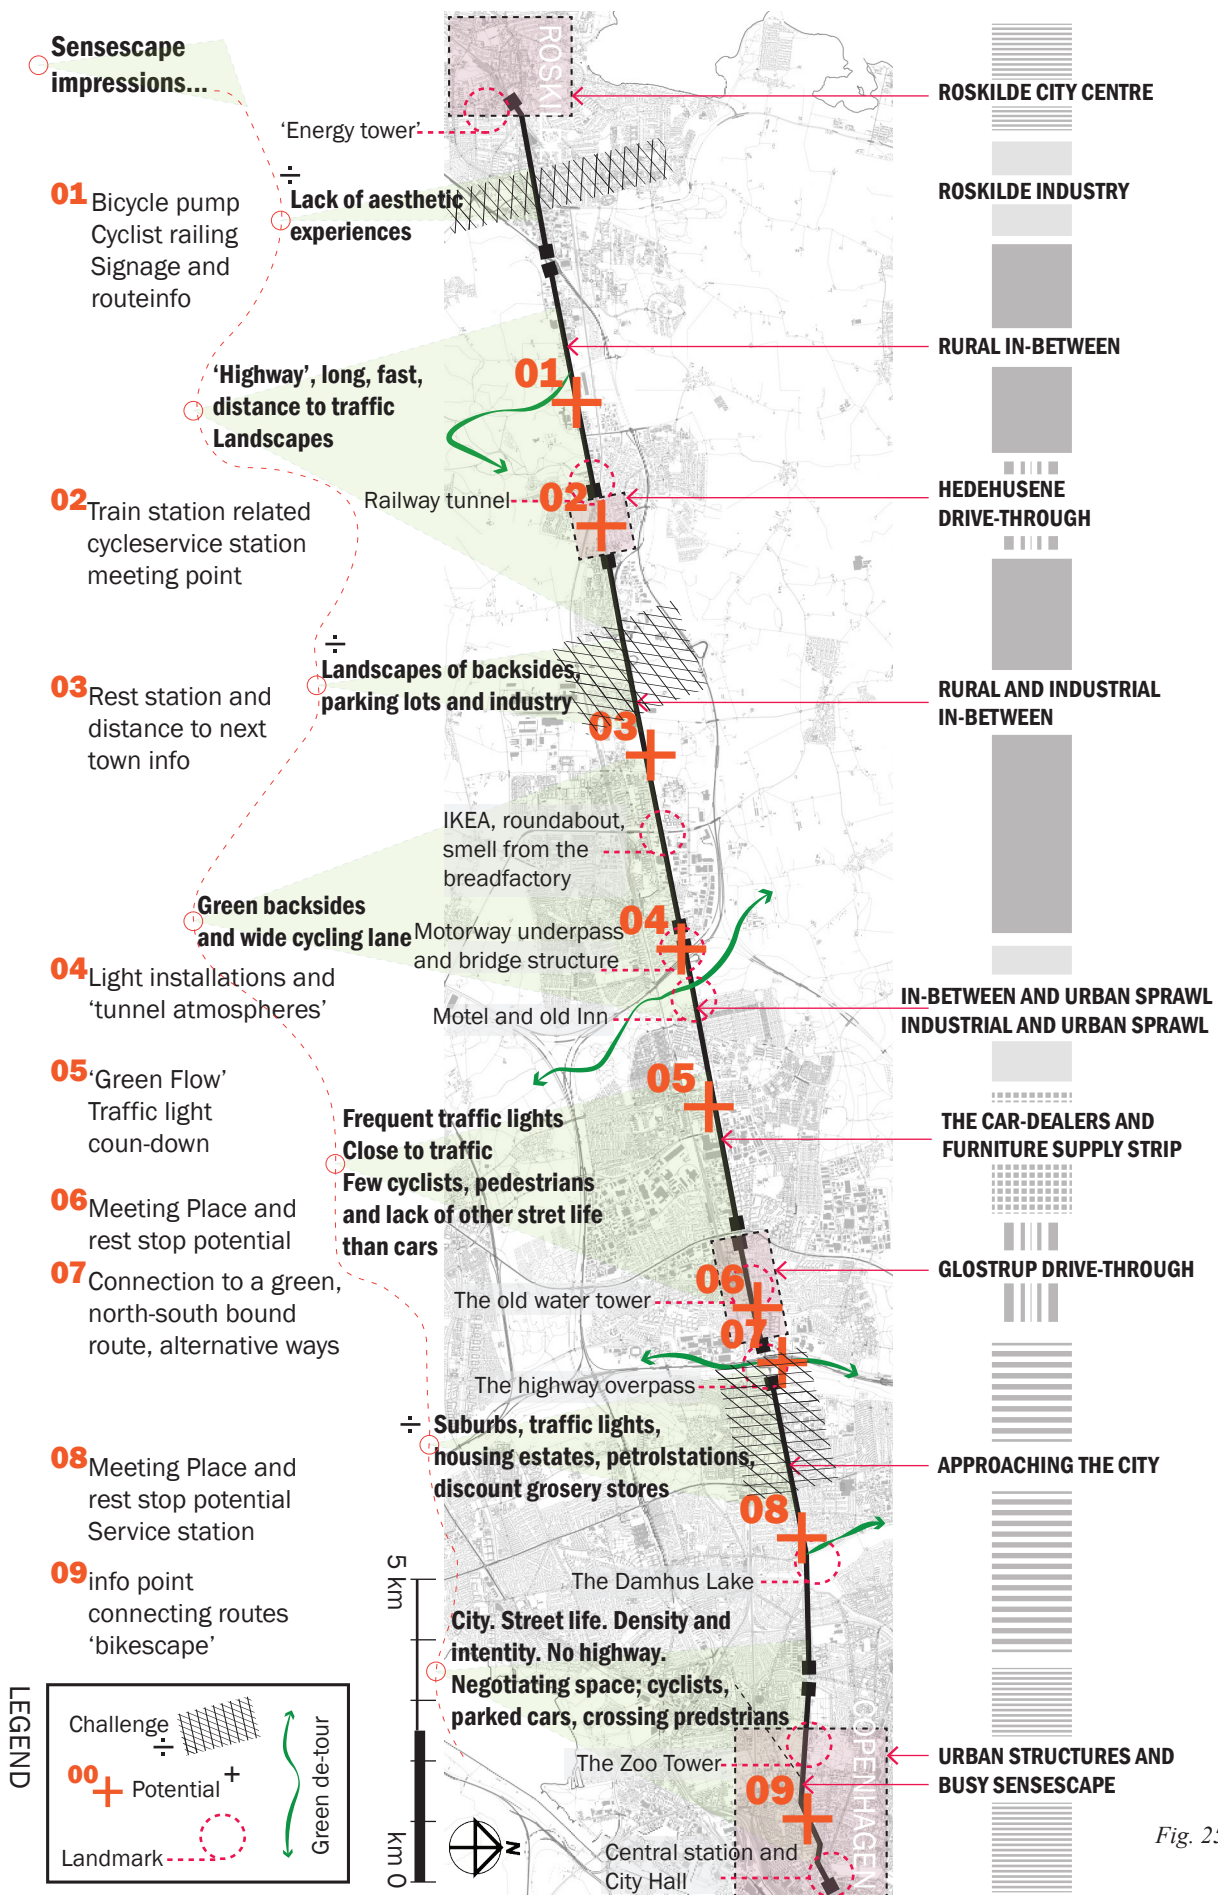 Sensescape
impressions...
ROSKI
ROSKILDE CITY CENTRE
'Energy tower'
÷
01 Bicycle pump
Cyclist railing
Signage and
routeinfo
Lack of aesthetic
experiences
ROSKILDE INDUSTRY
RURAL IN-BETWEEN
'Highway', long, fast,
distance to traffic
Landscapes
01
02 Train station related
cycleservice station
meeting point
Railway tunnel
02
HEDEHUSENE
DRIVE-THROUGH
÷
Landscapes of backsides,
parking lots and industry
03 Rest station and
distance to next
town info
03
RURAL AND INDUSTRIAL
IN-BETWEEN
IKEA, roundabout,
smell from the
breadfactory
Green backsides
and wide cycling lane
04
Motorway underpass
and bridge structure
04 Light installations and
'tunnel atmospheres'
Motel and old Inn
IN-BETWEEN AND URBAN SPRAWL
INDUSTRIAL AND URBAN SPRAWL
05 'Green Flow'
Traffic light
coun-down
05
Frequent traffic lights
Close to traffic
Few cyclists, pedestrians
and lack of other stret life
than cars
THE CAR-DEALERS AND
FURNITURE SUPPLY STRIP
06 Meeting Place and
rest stop potential
07 Connection to a green,
north-south bound
route, alternative ways
06
The old water tower
07
GLOSTRUP DRIVE-THROUGH
The highway overpass
÷
Suburbs, traffic lights,
housing estates, petrolstations,
discount grosery stores
APPROACHING THE CITY
08 Meeting Place and
rest stop potential
Service station
08
The Damhus Lake
09 info point
connecting routes
'bikescape'
5 km
City. Street life. Density and
intentity. No highway.
Negotiating space; cyclists,
parked cars, crossing predstrians
COOPENHAGEN
The Zoo Tower
09
URBAN STRUCTURES AND
BUSY SENSESCAPE
Central station and
City Hall
km 0
N
LEGEND
Challenge
÷
00 Potential +
Landmark
Green de-tour
Fig. 25